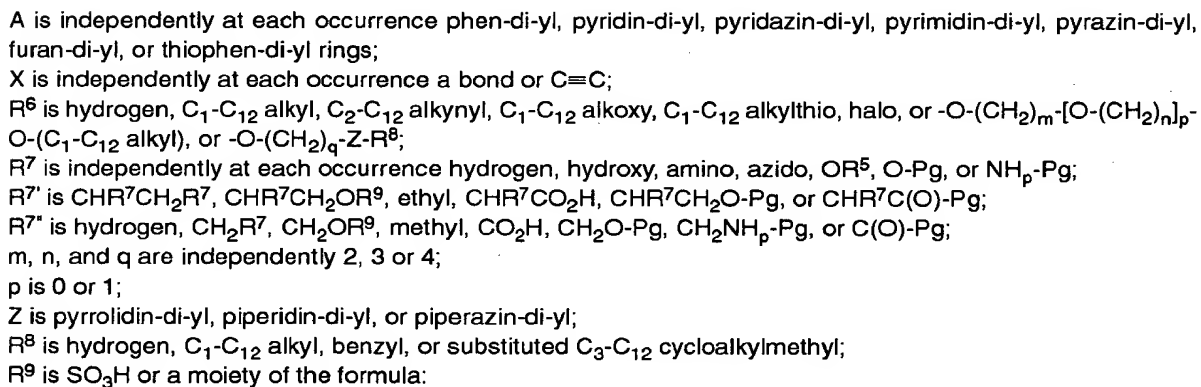 A is independently at each occurrence phen-di-yl, pyridin-di-yl, pyridazin-di-yl, pyrimidin-di-yl, pyrazin-di-yl,
furan-di-yl, or thiophen-di-yl rings;
X is independently at each occurrence a bond or C≡C;
R⁶ is hydrogen, C₁-C₁₂ alkyl, C₂-C₁₂ alkynyl, C₁-C₁₂ alkoxy, C₁-C₁₂ alkylthio, halo, or -O-(CH₂)ₘ-[O-(CH₂)ₙ]ₚ-
O-(C₁-C₁₂ alkyl), or -O-(CH₂)q-Z-R⁸;
R⁷ is independently at each occurrence hydrogen, hydroxy, amino, azido, OR⁵, O-Pg, or NHₚ-Pg;
R⁷' is CHR⁷CH₂R⁷, CHR⁷CH₂OR⁹, ethyl, CHR⁷CO₂H, CHR⁷CH₂O-Pg, or CHR⁷C(O)-Pg;
R⁷" is hydrogen, CH₂R⁷, CH₂OR⁹, methyl, CO₂H, CH₂O-Pg, CH₂NHₚ-Pg, or C(O)-Pg;
m, n, and q are independently 2, 3 or 4;
p is 0 or 1;
Z is pyrrolidin-di-yl, piperidin-di-yl, or piperazin-di-yl;
R⁸ is hydrogen, C₁-C₁₂ alkyl, benzyl, or substituted C₃-C₁₂ cycloalkylmethyl;
R⁹ is SO₃H or a moiety of the formula: